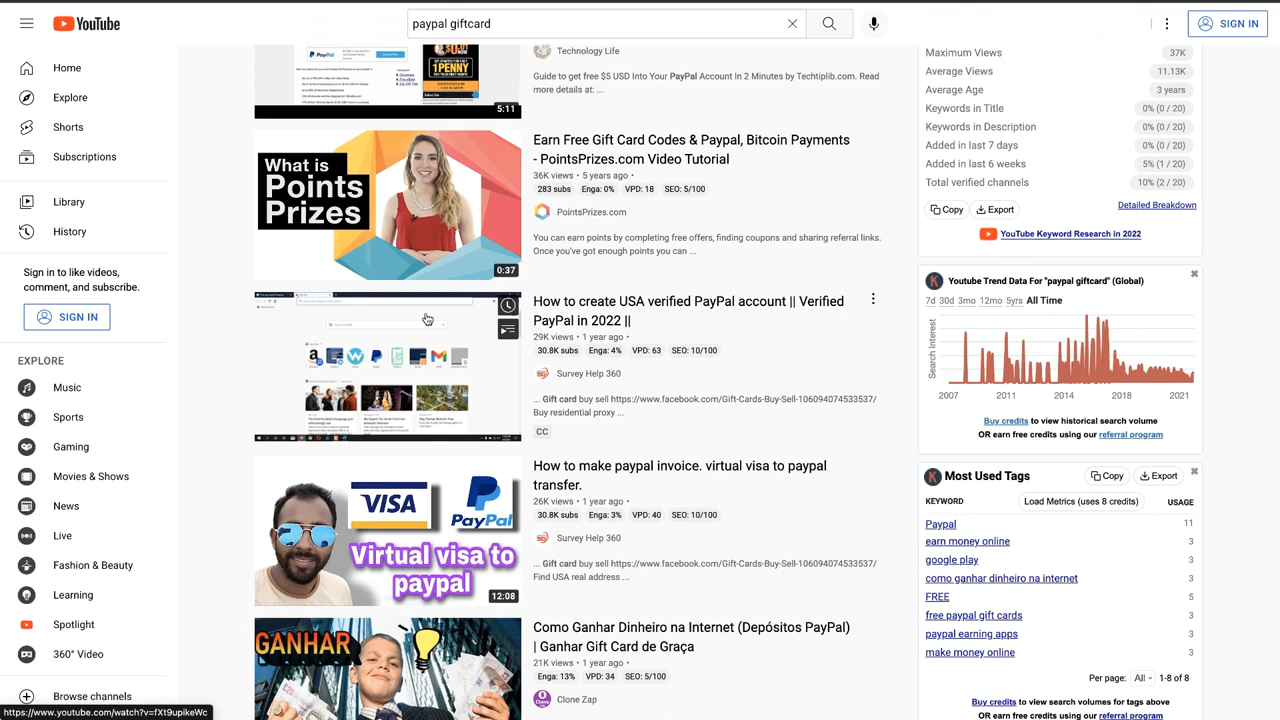 YouTube
paypal giftcard
SIGN IN
Home
Explore
Shorts
Subscriptions
Library
History
Sign in to like videos,
comment, and subscribe.
SIGN IN
EXPLORE
Music
Sports
Gaming
Movies & Shows
News
Live
Fashion & Beauty
Learning
Spotlight
360° Video
Browse channels
https://www.youtube.com/watch?v=fXt9upikeWc
PayPal
1 PENNY
5:11
Technology Life
Guide to get free $5 USD Into Your PayPal Account In 2 Minutes by Techtiplib.com. Read
more details at: ...
What is
Points
Prizes
0:37
Earn Free Gift Card Codes & Paypal, Bitcoin Payments
- PointsPrizes.com Video Tutorial
36K views • 5 years ago •
283 subs Enga: 0% VPD: 18 SEO: 5/100
PointsPrizes.com
You can earn points by completing free offers, finding coupons and sharing referral links.
Once you've got enough points you can ...
How to create USA verified PayPal account || Verified
PayPal in 2022 ||
29K views • 1 year ago •
30.8K subs Enga: 4% VPD: 63 SEO: 10/100
Survey Help 360
... Gift card buy sell https://www.facebook.com/Gift-Cards-Buy-Sell-106094074533537/
Buy residential proxy ...
CC
VISA
PayPal
Virtual visa to
paypal
12:08
How to make paypal invoice. virtual visa to paypal
transfer.
26K views • 1 year ago •
30.8K subs Enga: 3% VPD: 40 SEO: 10/100
Survey Help 360
... Gift card buy sell https://www.facebook.com/Gift-Cards-Buy-Sell-106094074533537/
Find USA real address ...
GANHAR
Como Ganhar Dinheiro na Internet (Depósitos PayPal)
| Ganhar Gift Card de Graça
21K views • 1 year ago •
Enga: 13% VPD: 34 SEO: 5/100
Clone Zap
Maximum Views 37K
Average Views 13K
Average Age 3 years
Keywords in Title 0% (0 / 20)
Keywords in Description 0% (0 / 20)
Added in last 7 days 0% (0 / 20)
Added in last 6 weeks 5% (1 / 20)
Total verified channels 10% (2 / 20)
Copy Export Detailed Breakdown
YouTube Keyword Research in 2022
Youtube Trend Data For "paypal giftcard" (Global)
7d 30d 3mo 12mo 5yrs All Time
Search Interest
2007 2011 2014 2018 2021
Buy credits to view historical search volume
OR earn free credits using our referral program
Most Used Tags Copy Export
KEYWORD Load Metrics (uses 8 credits) USAGE
Paypal 11
earn money online 3
google play 3
como ganhar dinheiro na internet 3
FREE 5
free paypal gift cards 3
paypal earning apps 3
make money online 3
Per page: All 1-8 of 8
Buy credits to view search volumes for tags above
OR earn free credits using our referral program